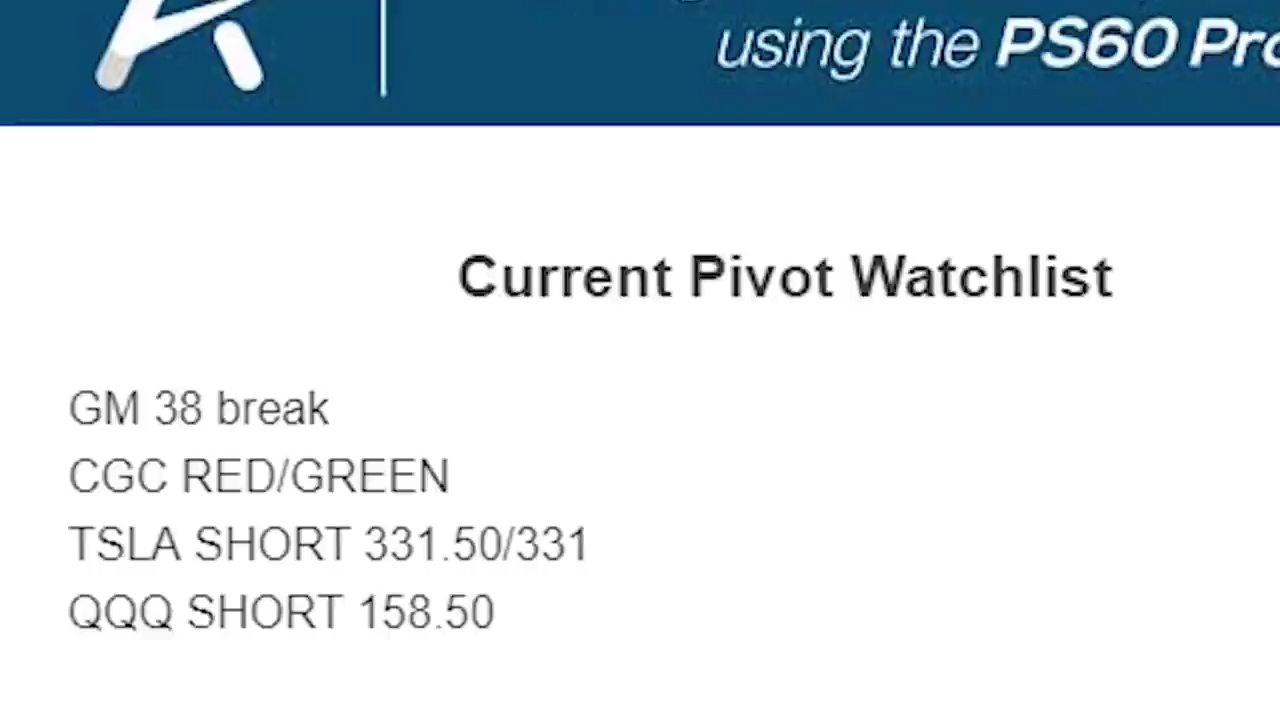 using the PS60 Pro
Current Pivot Watchlist
GM 38 break
CGC RED/GREEN
TSLA SHORT 331.50/331
QQQ SHORT 158.50